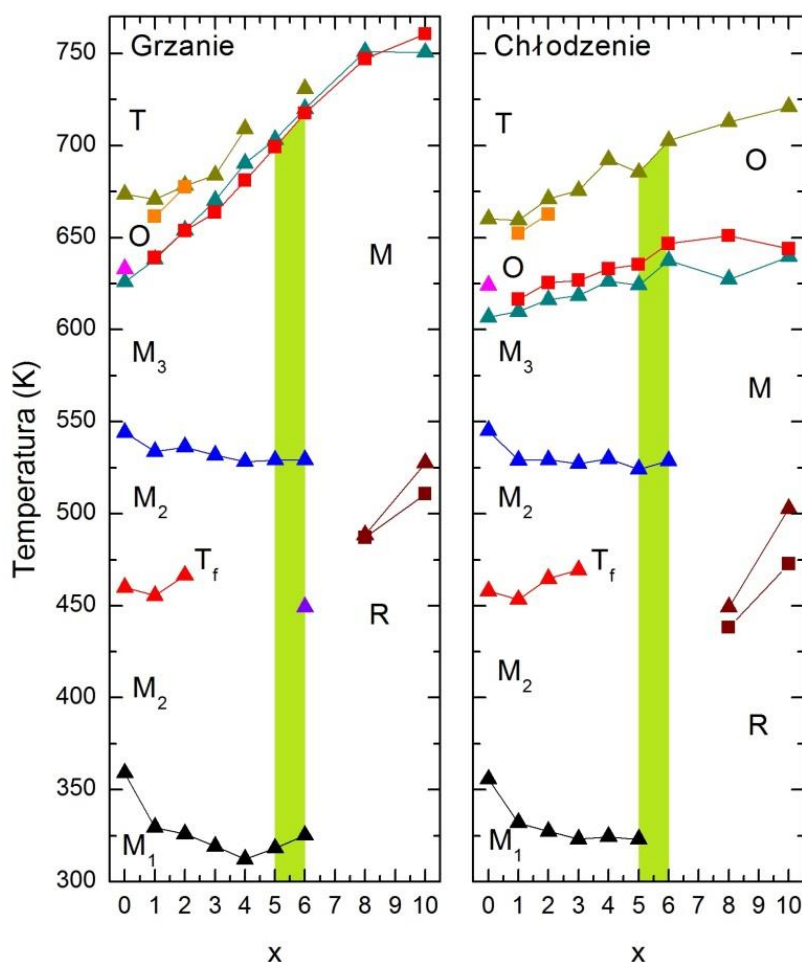 Grzanie
Chłodzenie
Temperatura (K)
750
700
650
600
550
500
450
400
350
300
T
O
M
M3
M2
Tf
R
M2
M1
T
O
O
M3
M
M2
Tf
M2
R
M1
0 1 2 3 4 5 6 7 8 9 10
0 1 2 3 4 5 6 7 8 9 10
x
x